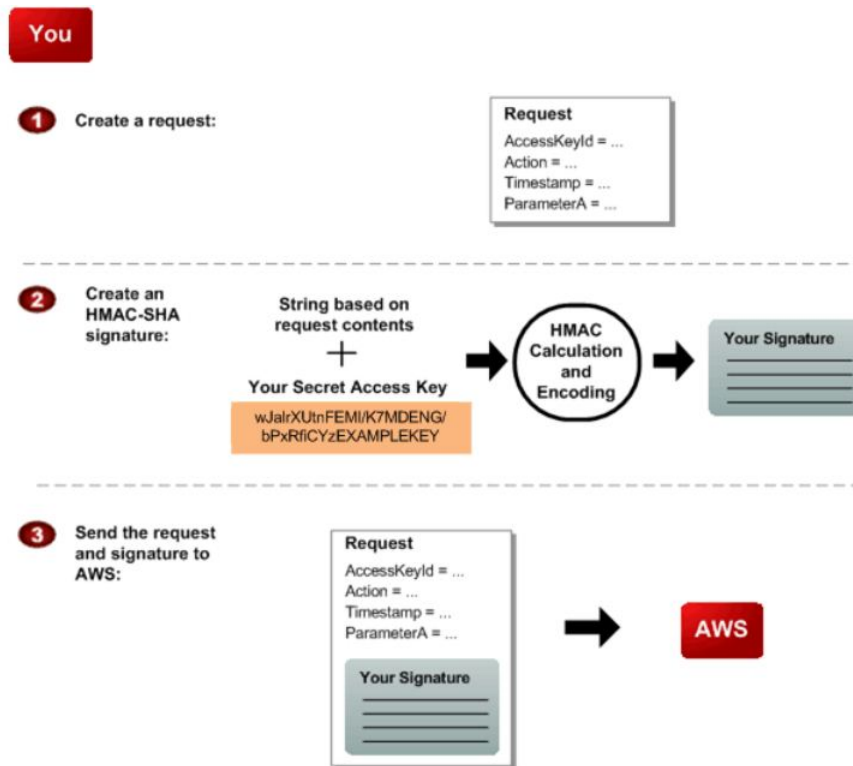 You
1 Create a request:
Request
AccessKeyId = ...
Action = ...
Timestamp = ...
ParameterA = ...
2 Create an
HMAC-SHA
signature:
String based on
request contents
+
Your Secret Access Key
wJalrXUtnFEMI/K7MDENG/
bPxRfiCYzEXAMPLEKEY
HMAC
Calculation
and
Encoding
Your Signature
3 Send the request
and signature to
AWS:
Request
AccessKeyId = ...
Action = ...
Timestamp = ...
ParameterA = ...
Your Signature
AWS